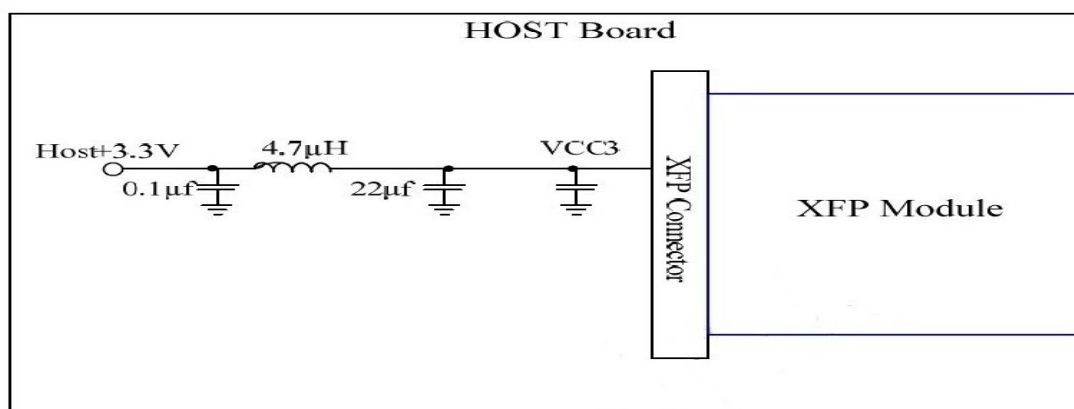 HOST Board
Host+3.3V
4.7μH
VCC3
0.1μf
22μf
XFP Connector
XFP Module